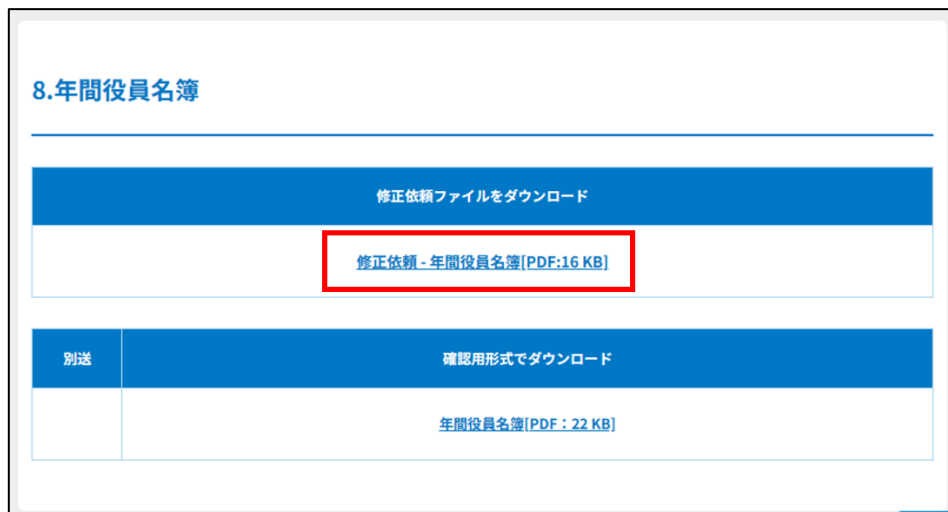 8.年間役員名簿
修正依頼ファイルをダウンロード
修正依頼 - 年間役員名簿[PDF:16 KB]
別送
確認用形式でダウンロード
年間役員名簿[PDF：22 KB]